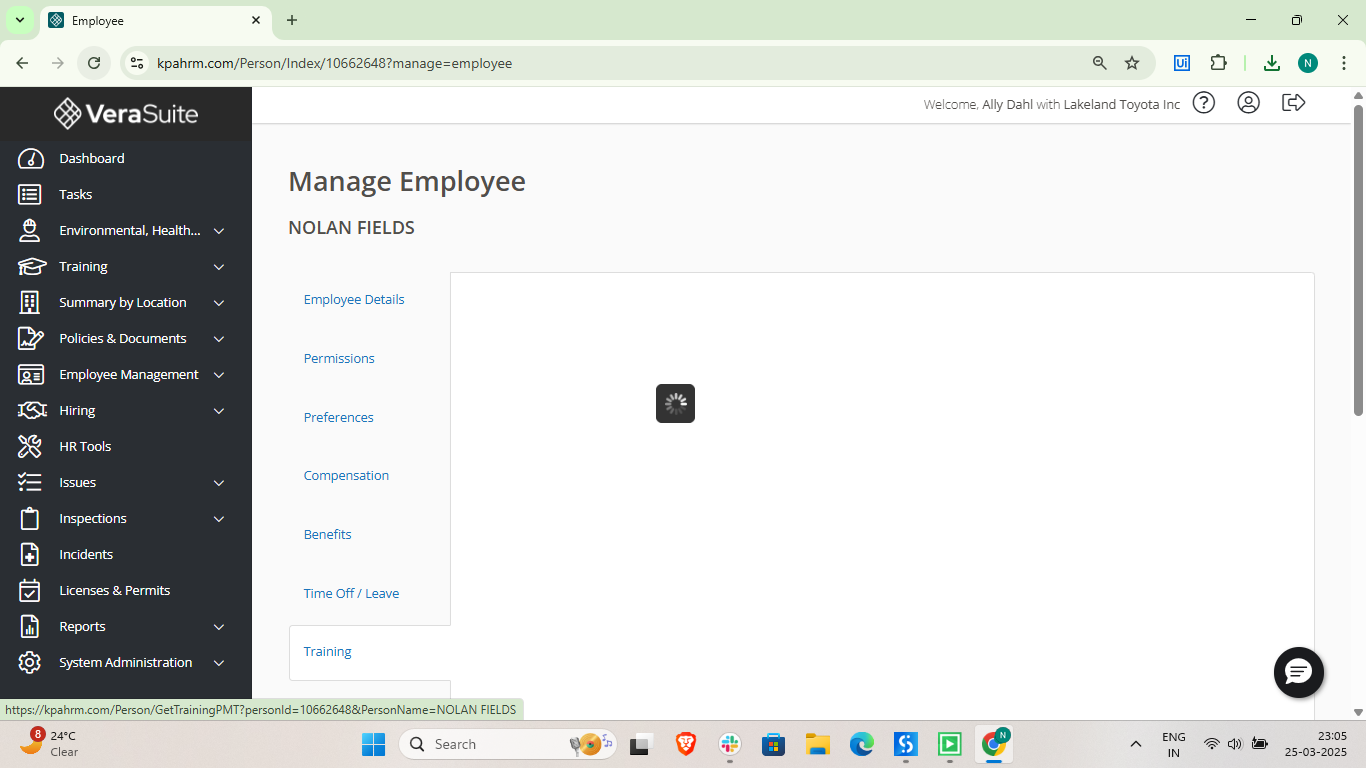 Employee
kpahrm.com/Person/Index/10662648?manage=employee
Ui
N
VeraSuite
Welcome, Ally Dahl with Lakeland Toyota Inc
?
Dashboard
Tasks
Environmental, Health...
Training
Summary by Location
Policies & Documents
Employee Management
Hiring
HR Tools
Issues
Inspections
Incidents
Licenses & Permits
Reports
System Administration
Manage Employee
NOLAN FIELDS
Employee Details
Permissions
Preferences
Compensation
Benefits
Time Off / Leave
Training
https://kpahrm.com/Person/GetTrainingPMT?personId=10662648&PersonName=NOLAN FIELDS
8
24°C
Clear
Search
N
ENG
IN
23:05
25-03-2025